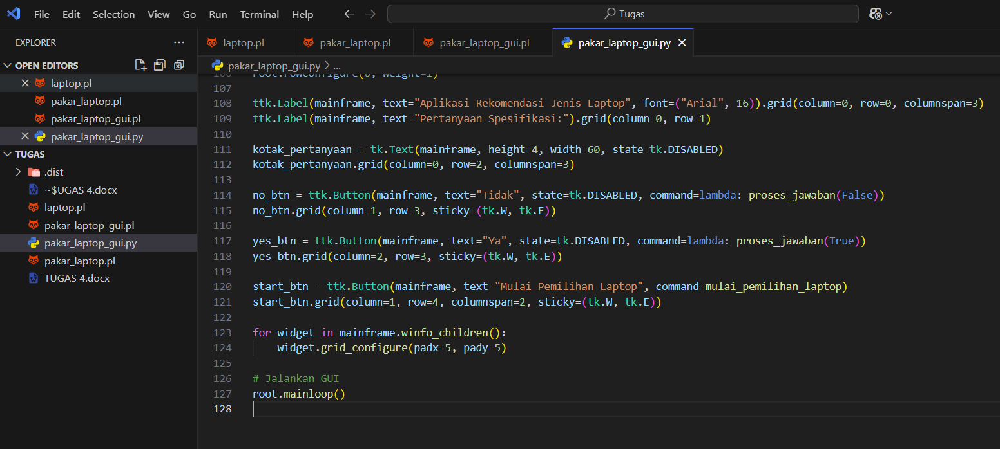 File Edit Selection View Go Run Terminal Help Tugas
EXPLORER ...
laptop.pl pakar_laptop.pl pakar_laptop_gui.pl pakar_laptop_gui.py
OPEN EDITORS
laptop.pl
pakar_laptop.pl
pakar_laptop_gui.pl
pakar_laptop_gui.py
TUGAS
.dist
~$UGAS 4.docx
laptop.pl
pakar_laptop_gui.pl
pakar_laptop_gui.py
pakar_laptop.pl
TUGAS 4.docx
pakar_laptop_gui.py > ...
106 root.rowconfigure(0, weight=1)
107
108 ttk.Label(mainframe, text="Aplikasi Rekomendasi Jenis Laptop", font=("Arial", 16)).grid(column=0, row=0, columnspan=3)
109 ttk.Label(mainframe, text="Pertanyaan Spesifikasi:").grid(column=0, row=1)
110
111 kotak_pertanyaan = tk.Text(mainframe, height=4, width=60, state=tk.DISABLED)
112 kotak_pertanyaan.grid(column=0, row=2, columnspan=3)
113
114 no_btn = ttk.Button(mainframe, text="Tidak", state=tk.DISABLED, command=lambda: proses_jawaban(False))
115 no_btn.grid(column=1, row=3, sticky=(tk.W, tk.E))
116
117 yes_btn = ttk.Button(mainframe, text="Ya", state=tk.DISABLED, command=lambda: proses_jawaban(True))
118 yes_btn.grid(column=2, row=3, sticky=(tk.W, tk.E))
119
120 start_btn = ttk.Button(mainframe, text="Mulai Pemilihan Laptop", command=mulai_pemilihan_laptop)
121 start_btn.grid(column=1, row=4, columnspan=2, sticky=(tk.W, tk.E))
122
123 for widget in mainframe.winfo_children():
124 widget.grid_configure(padx=5, pady=5)
125
126 # Jalankan GUI
127 root.mainloop()
128